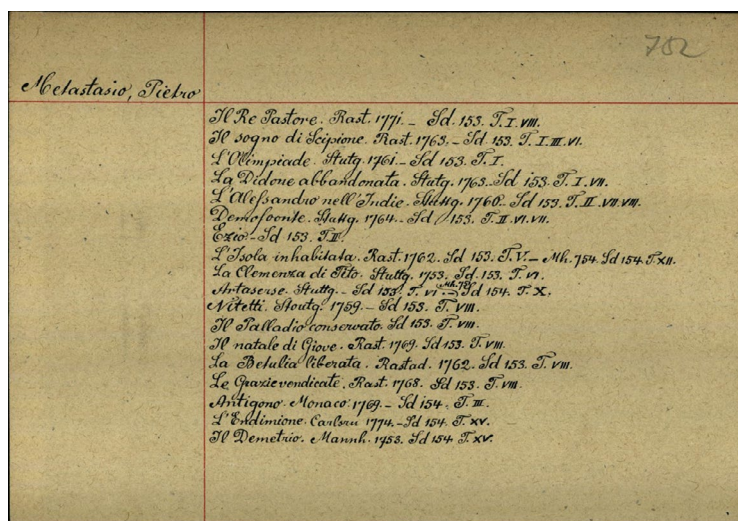 752
Metastasio, Pietro
Il Re Pastore. Rast. 1771. – Sd. 153. T. I. VIII.
Il sogno di Scipione. Rast. 1763. – Sd. 153. T. I. III. VI.
L'Olimpiade. Stutg. 1761. – Sd 153. T. I.
La Didone abbandonata. Stutg. 1763. Sd 153. T. I. VII.
L'Alessandro nell'Indie. Stuttg. 1760. Sd 153. T. II. VII. VIII.
Demofoonte. Stuttg. 1764. – Sd 153. T. II. VI. VII.
Ezio – Sd 153. T. II.
L'Isola inhabitata. Rast. 1762. Sd 153. T. V. – Mh. 754. Sd 154. T. XII.
La Clemenza di Tito. Stuttg. 1753. Sd. 153. T. VI.
Artaserse. Stuttg. – Sd 153. T. VI – Sd 154. T. X.
Nitetti. Stoutg. 1759. – Sd 153. T. VIII.
Il Palladio conservato. Sd 153. T. VIII.
Il natale di Giove. Rast. 1769. Sd 153. T. VIII.
La Betulia liberata. Rastad. 1762. Sd 153. T. VIII.
Le Grazie vendicate. Rast. 1768. Sd 153. T. VIII.
Antigono. Monaco 1769. – Sd 154. T. III.
L'Endimione. Carlsru 1774. – Sd 154. T. XV.
Il Demetrio. Mannh. 1753. Sd 154 T. XV.